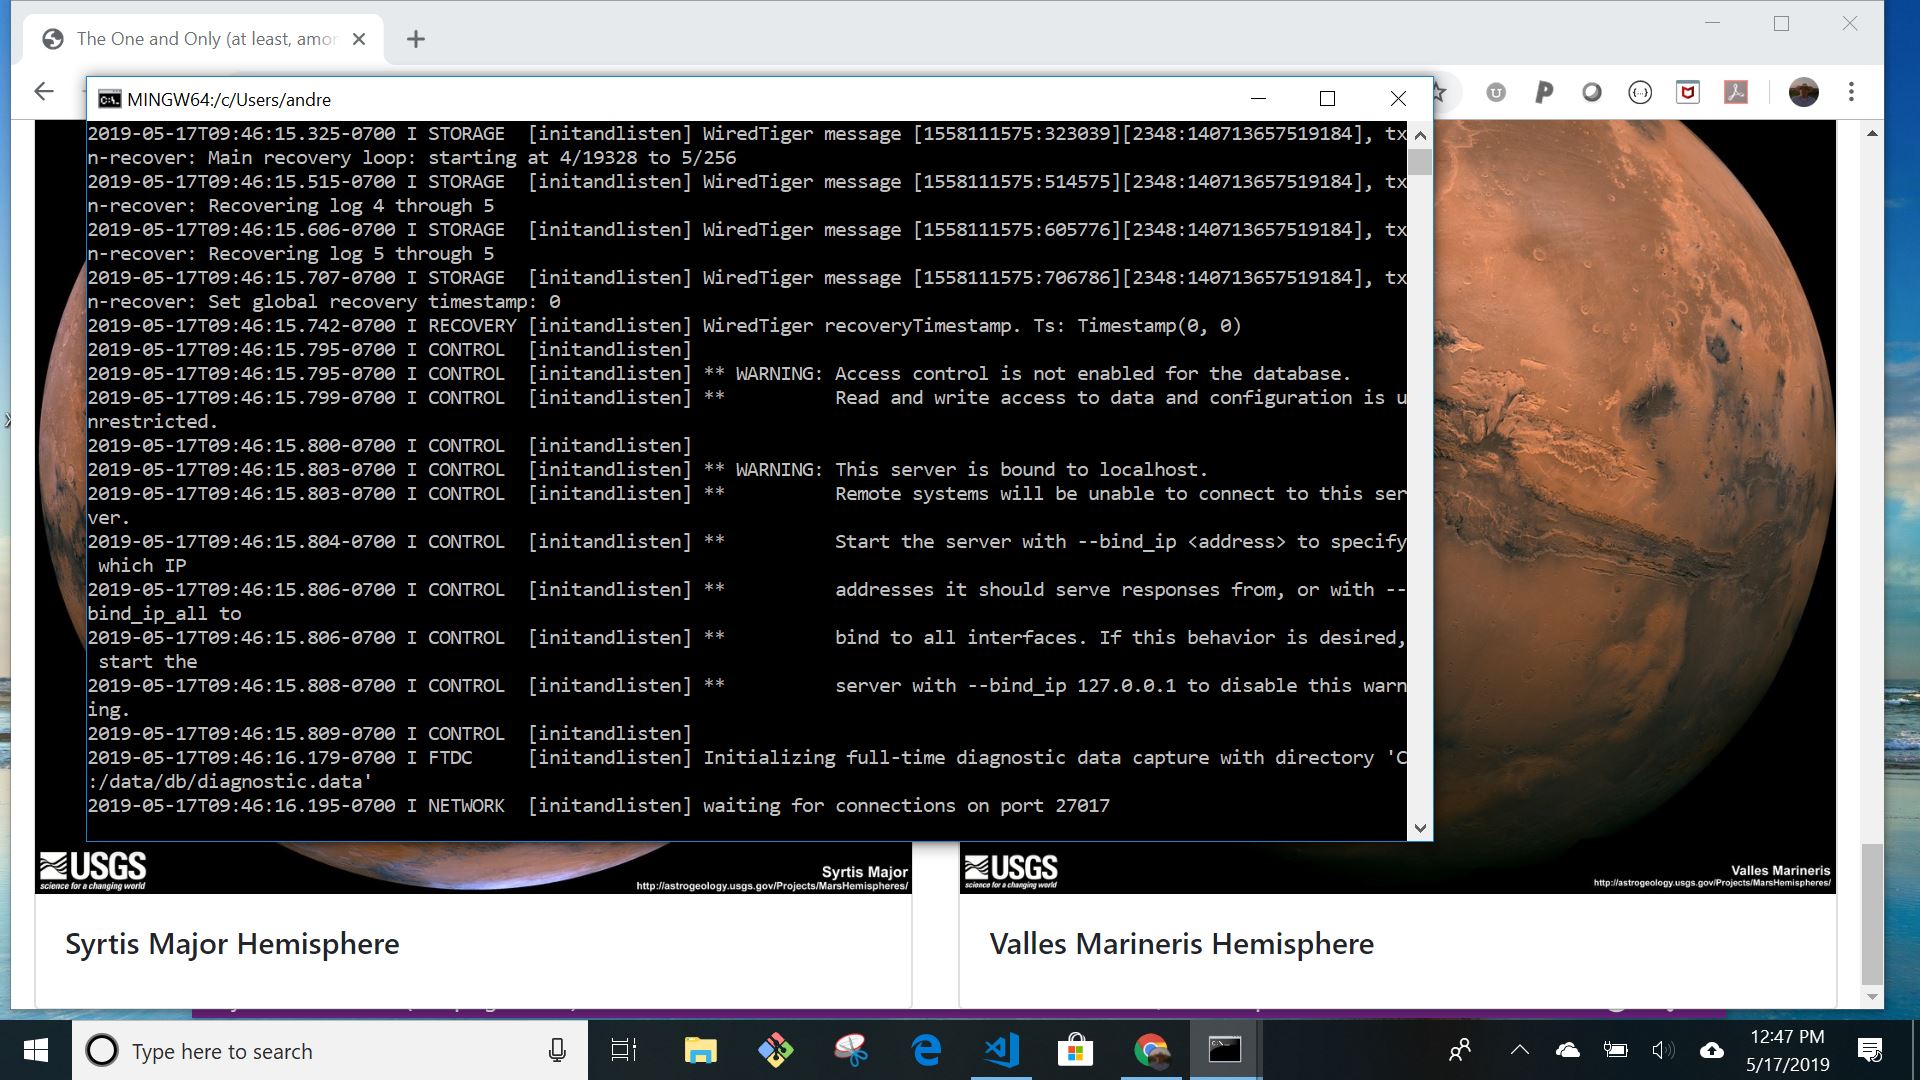 The One and Only (at least, amor
MINGW64:/c/Users/andre
2019-05-17T09:46:15.325-0700 I STORAGE  [initandlisten] WiredTiger message [1558111575:323039][2348:140713657519184], tx
n-recover: Main recovery loop: starting at 4/19328 to 5/256
2019-05-17T09:46:15.515-0700 I STORAGE  [initandlisten] WiredTiger message [1558111575:514575][2348:140713657519184], tx
n-recover: Recovering log 4 through 5
2019-05-17T09:46:15.606-0700 I STORAGE  [initandlisten] WiredTiger message [1558111575:605776][2348:140713657519184], tx
n-recover: Recovering log 5 through 5
2019-05-17T09:46:15.707-0700 I STORAGE  [initandlisten] WiredTiger message [1558111575:706786][2348:140713657519184], tx
n-recover: Set global recovery timestamp: 0
2019-05-17T09:46:15.742-0700 I RECOVERY [initandlisten] WiredTiger recoveryTimestamp. Ts: Timestamp(0, 0)
2019-05-17T09:46:15.795-0700 I CONTROL  [initandlisten]
2019-05-17T09:46:15.795-0700 I CONTROL  [initandlisten] ** WARNING: Access control is not enabled for the database.
2019-05-17T09:46:15.799-0700 I CONTROL  [initandlisten] **          Read and write access to data and configuration is u
nrestricted.
2019-05-17T09:46:15.800-0700 I CONTROL  [initandlisten]
2019-05-17T09:46:15.803-0700 I CONTROL  [initandlisten] ** WARNING: This server is bound to localhost.
2019-05-17T09:46:15.803-0700 I CONTROL  [initandlisten] **          Remote systems will be unable to connect to this ser
ver.
2019-05-17T09:46:15.804-0700 I CONTROL  [initandlisten] **          Start the server with --bind_ip <address> to specify
 which IP
2019-05-17T09:46:15.806-0700 I CONTROL  [initandlisten] **          addresses it should serve responses from, or with --
bind_ip_all to
2019-05-17T09:46:15.806-0700 I CONTROL  [initandlisten] **          bind to all interfaces. If this behavior is desired,
 start the
2019-05-17T09:46:15.808-0700 I CONTROL  [initandlisten] **          server with --bind_ip 127.0.0.1 to disable this warn
ing.
2019-05-17T09:46:15.809-0700 I CONTROL  [initandlisten]
2019-05-17T09:46:16.179-0700 I FTDC     [initandlisten] Initializing full-time diagnostic data capture with directory 'C
:/data/db/diagnostic.data'
2019-05-17T09:46:16.195-0700 I NETWORK  [initandlisten] waiting for connections on port 27017
USGS
science for a changing world
Syrtis Major
http://astrogeology.usgs.gov/Projects/MarsHemispheres/
USGS
science for a changing world
Valles Marineris
http://astrogeology.usgs.gov/Projects/MarsHemispheres/
Syrtis Major Hemisphere
Valles Marineris Hemisphere
Type here to search
12:47 PM
5/17/2019